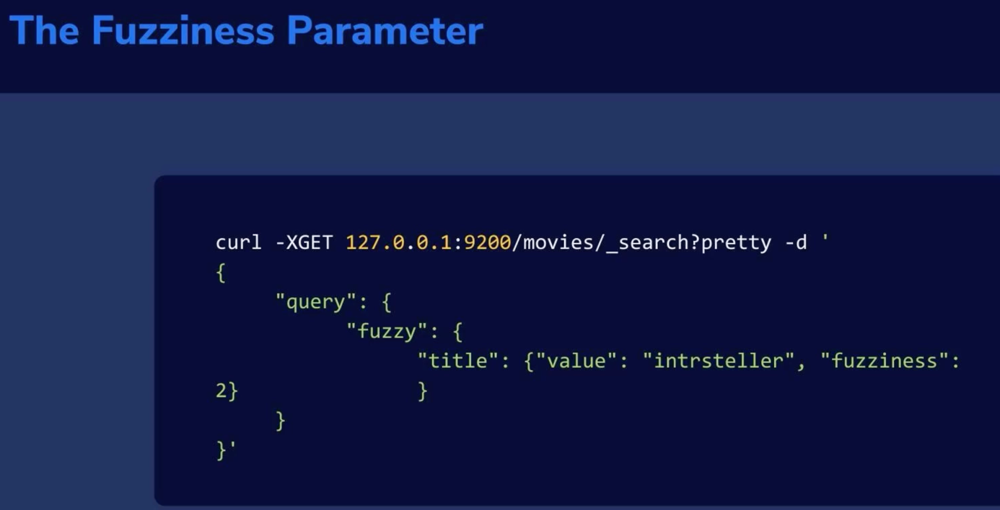 The Fuzziness Parameter
curl -XGET 127.0.0.1:9200/movies/_search?pretty -d '
{
"query": {
"fuzzy": {
"title": {"value": "intrsteller", "fuzziness":
2} }
}
}'